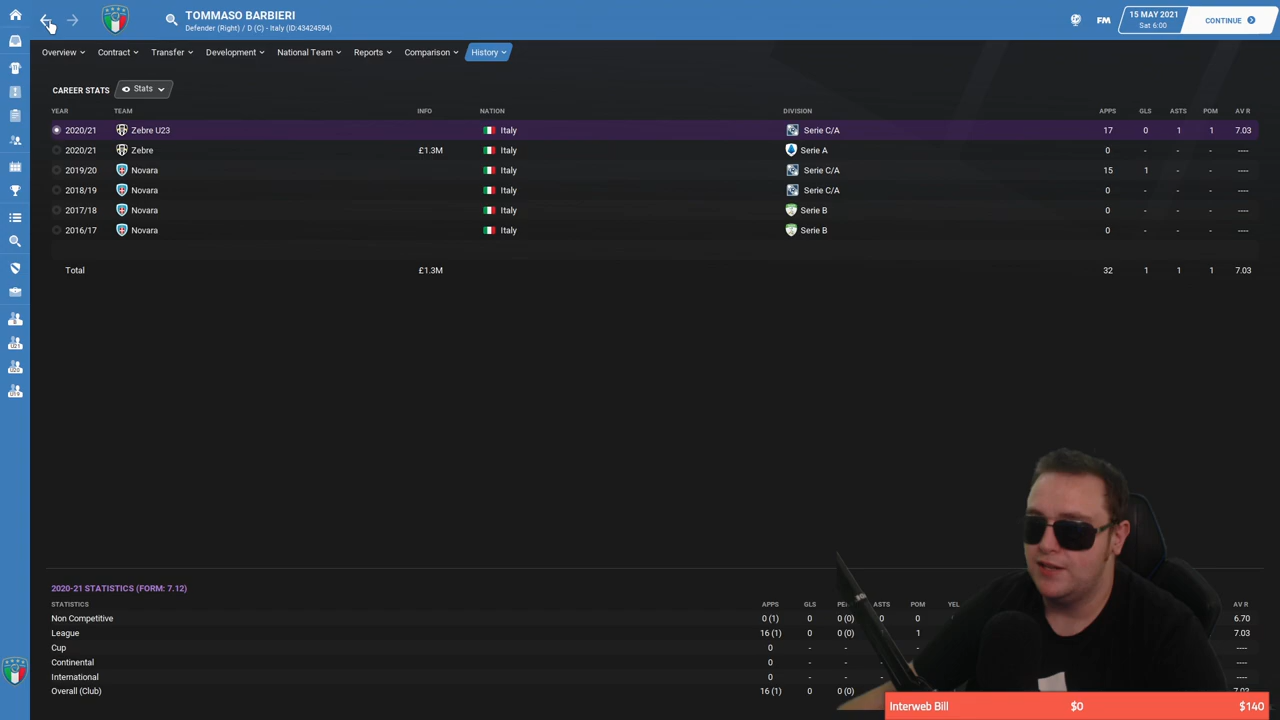 TOMMASO BARBIERI
Defender (Right) / D (C) - Italy (ID:43424594)
FM
15 MAY 2021
Sat 6:00
CONTINUE
Overview Contract Transfer Development National Team Reports Comparison History
CAREER STATS Stats
YEAR TEAM INFO NATION DIVISION APPS GLS ASTS POM AV R
2020/21 Zebre U23 Italy Serie C/A 17 0 1 1 7.03
2020/21 Zebre £1.3M Italy Serie A 0 - - - ----
2019/20 Novara Italy Serie C/A 15 1 - - ----
2018/19 Novara Italy Serie C/A 0 - - - ----
2017/18 Novara Italy Serie B 0 - - - ----
2016/17 Novara Italy Serie B 0 - - - ----
Total £1.3M 32 1 1 1 7.03
2020-21 STATISTICS (FORM: 7.12)
STATISTICS APPS GLS ASTS POM YEL AV R
Non Competitive 0 (1) 0 0 (0) 0 0 6.70
League 16 (1) 0 0 (0) 1 7.03
Cup 0 - - - - ----
Continental 0 - - - ----
International 0 - - ----
Overall (Club) 16 (1) 0 0 (0) 7.03
Interweb Bill $0 $140
U21
U20
U19